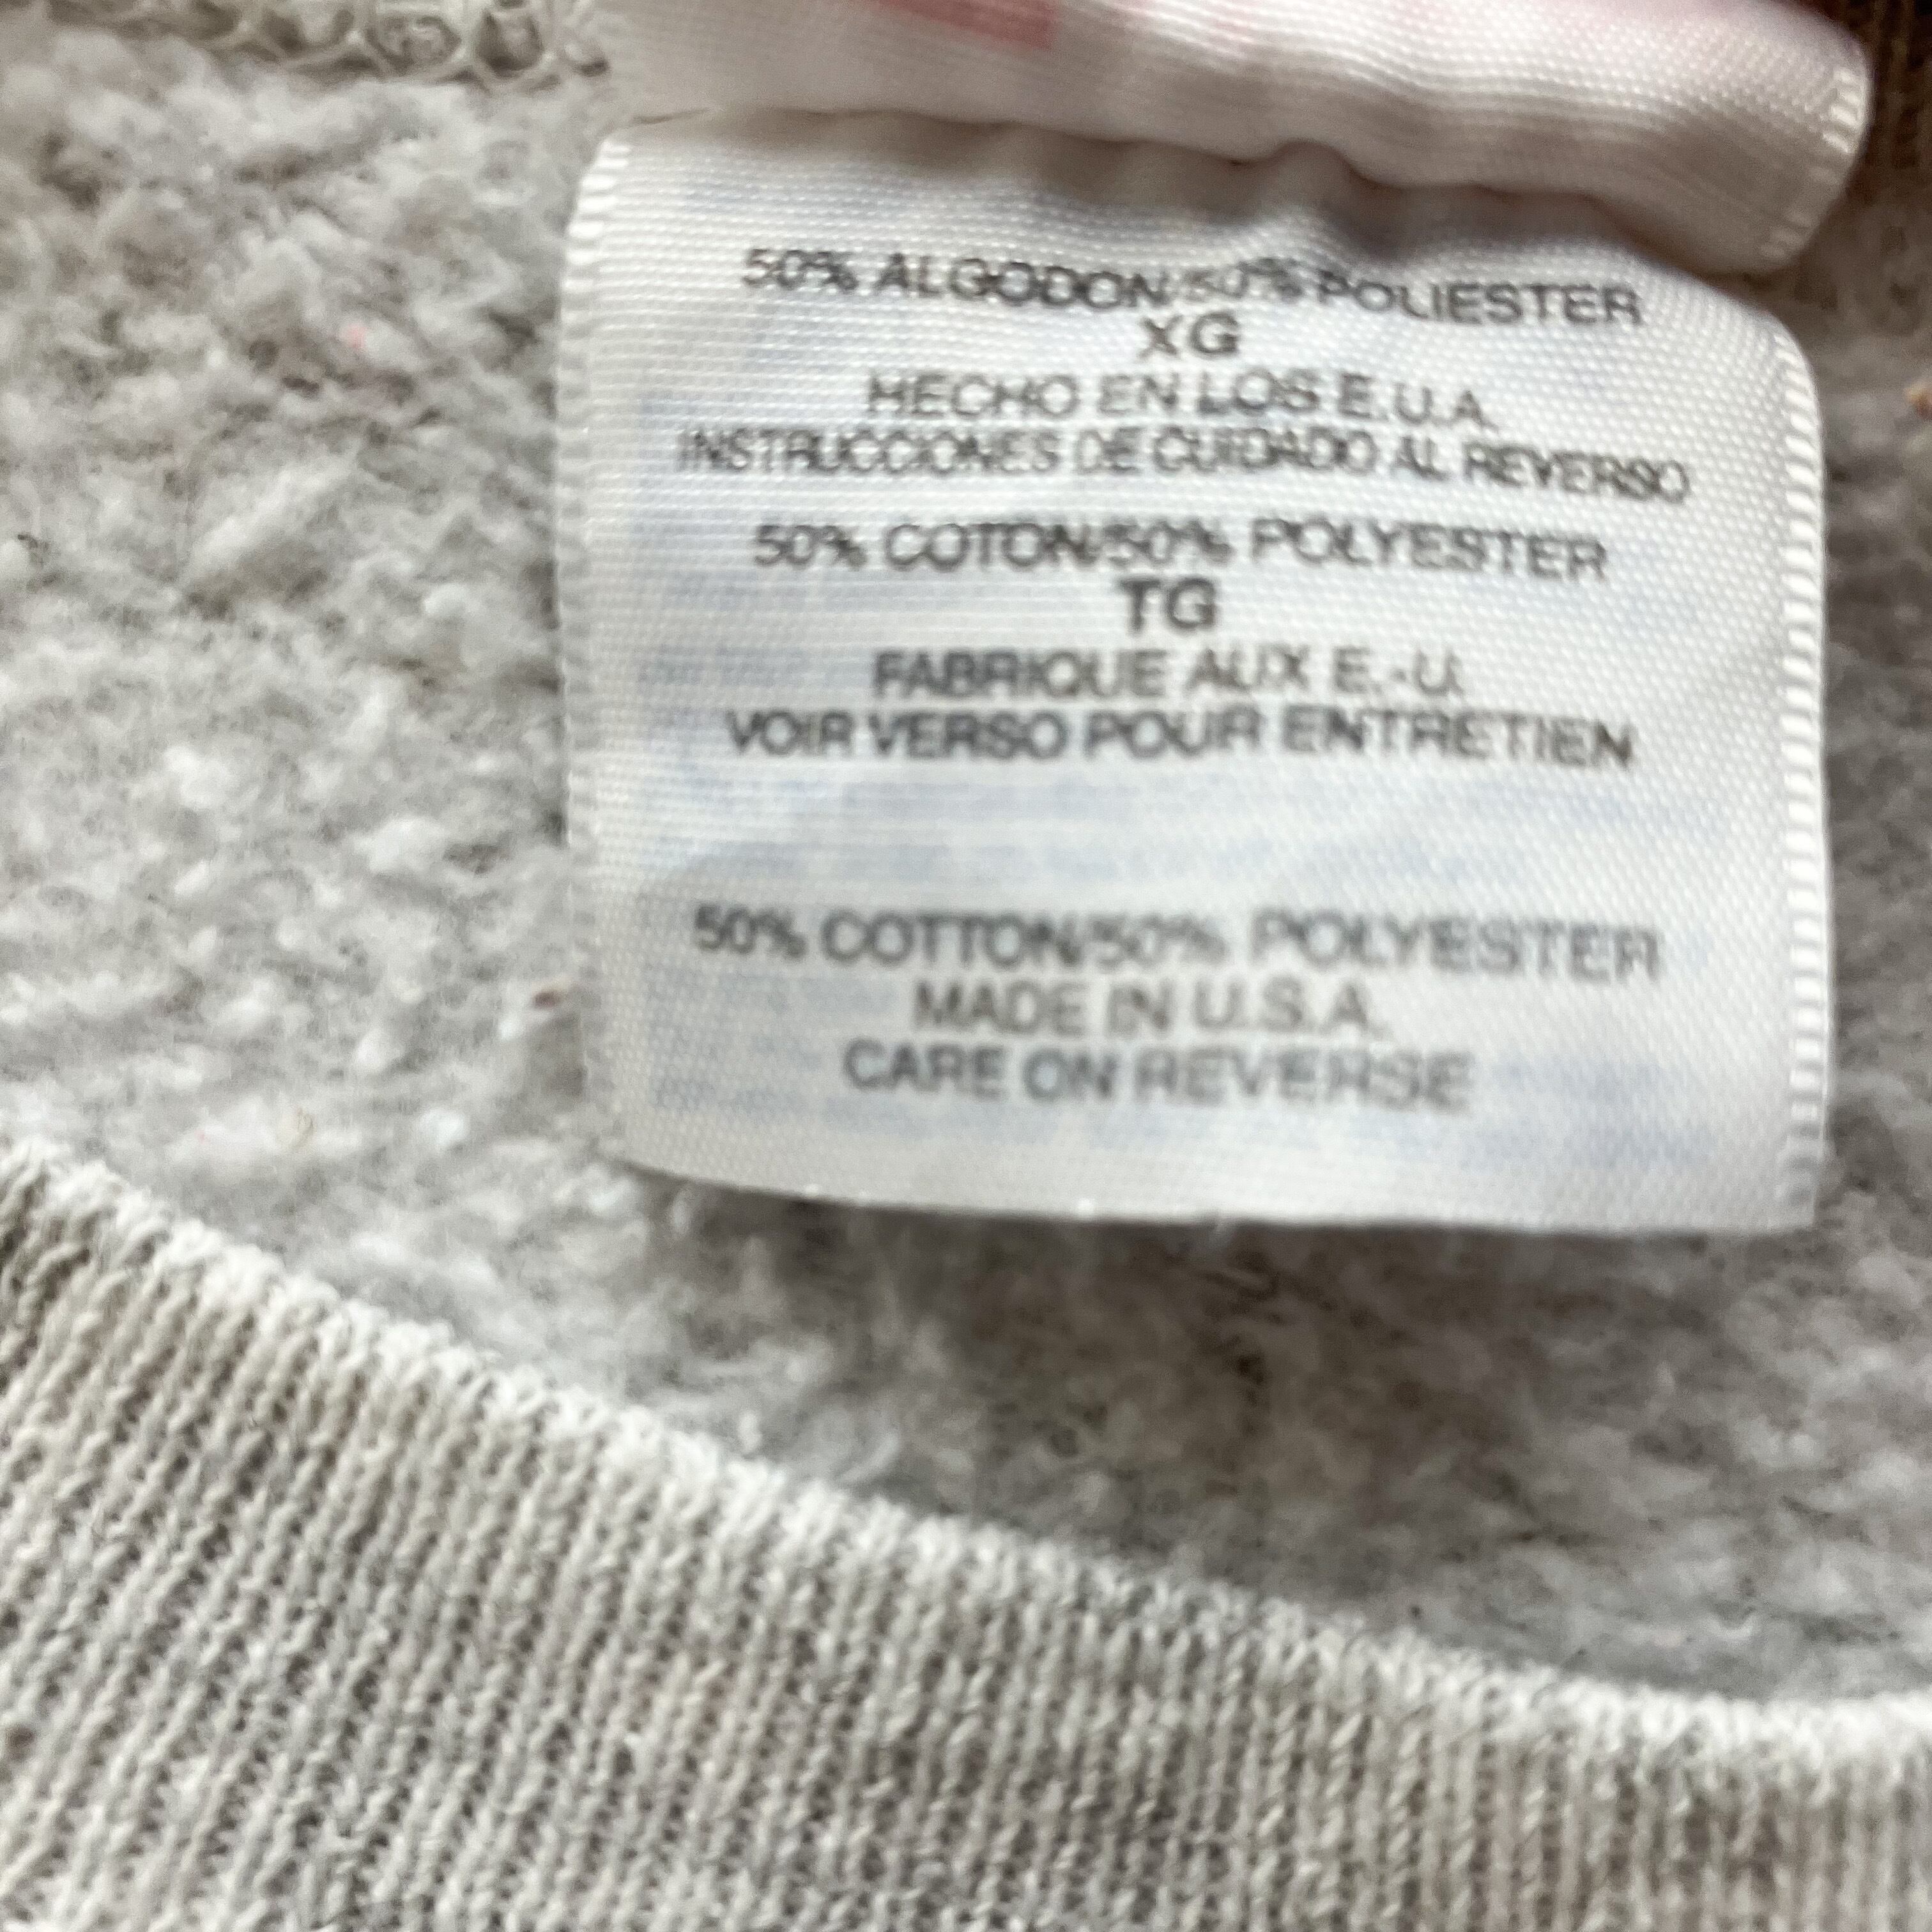 50% ALGODON/50% POLIESTER
XG
HECHO EN LOS E.U.A.
INSTRUCCIONES DE CUIDADO AL REVERSO
50% COTON/50% POLYESTER
TG
FABRIQUE AUX E.-U.
VOIR VERSO POUR ENTRETIEN
50% COTTON/50% POLYESTER
MADE IN U.S.A.
CARE ON REVERSE